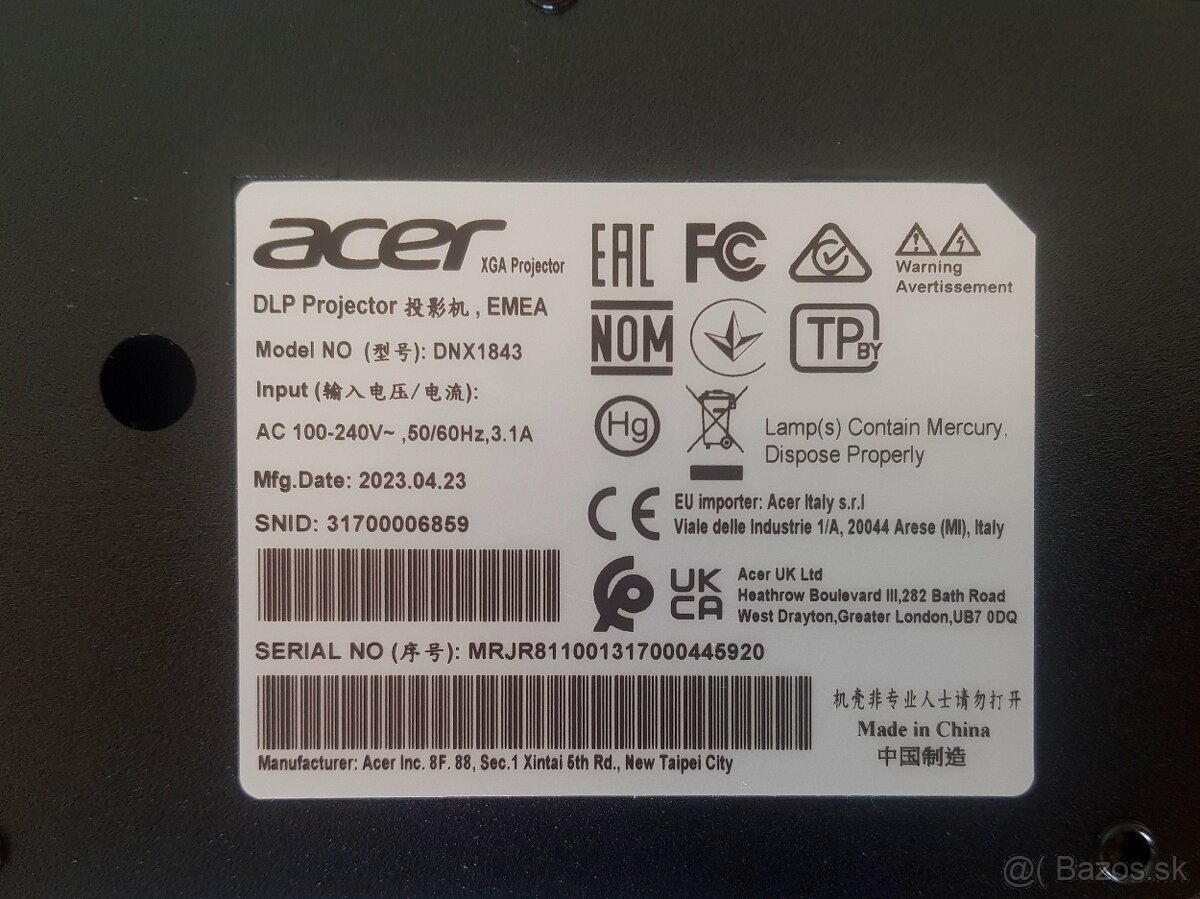 acer XGA Projector
DLP Projector 投影机 , EMEA
Model NO (型号): DNX1843
Input (输入电压/电流):
AC 100-240V~ ,50/60Hz,3.1A
Mfg.Date: 2023.04.23
SNID: 31700006859
SERIAL NO (序号): MRJR811001317000445920
Manufacturer: Acer Inc. 8F. 88, Sec.1 Xintai 5th Rd., New Taipei City
EAC FC
Warning
Avertissement
NOM TP BY
Hg
Lamp(s) Contain Mercury,
Dispose Properly
CE
EU importer: Acer Italy s.r.l
Viale delle Industrie 1/A, 20044 Arese (MI), Italy
UK
CA
Acer UK Ltd
Heathrow Boulevard III,282 Bath Road
West Drayton,Greater London,UB7 0DQ
机壳非专业人士请勿打开
Made in China
中国制造
@( Bazos.sk